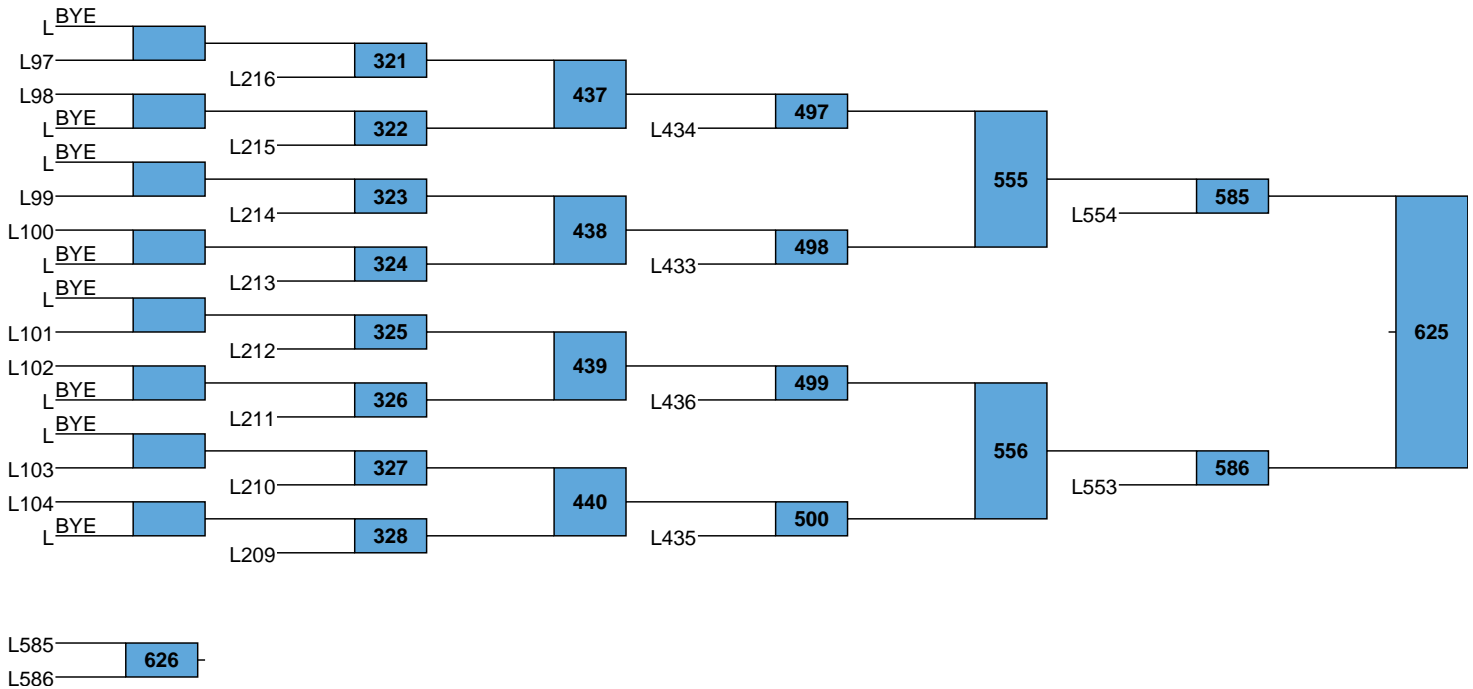 BYE
L
L97
L216
321
L98
BYE
L
L215
322
437
L434
497
BYE
L
L99
L214
323
L100
BYE
L
L213
324
438
L433
498
555
L554
585
BYE
L
L101
L212
325
L102
BYE
L
L211
326
439
L436
499
BYE
L
L103
L210
327
L104
BYE
L
L209
328
440
L435
500
556
L553
586
625
L585
L586
626